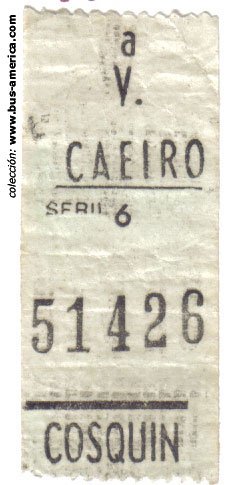 a
V.
CAEIRO
SERIE 6
51426
COSQUIN
colección: www.bus-america.com